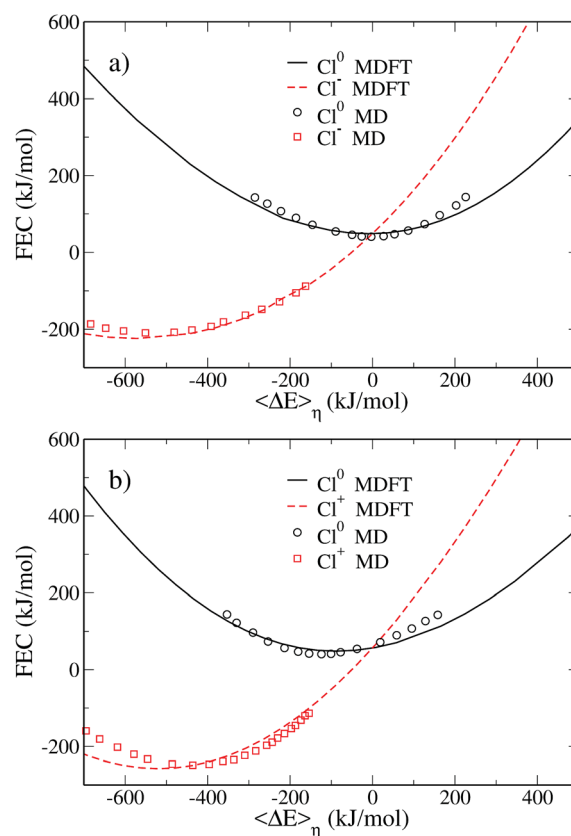 600
400
200
0
-200
FEC (kJ/mol)
a)
Cl⁰ MDFT
Cl⁻ MDFT
Cl⁰ MD
Cl⁻ MD
-600 -400 -200 0 200 400
<ΔE>η (kJ/mol)
600
400
200
0
-200
FEC (kJ/mol)
b)
Cl⁰ MDFT
Cl⁺ MDFT
Cl⁰ MD
Cl⁺ MD
-600 -400 -200 0 200 400
<ΔE>η (kJ/mol)